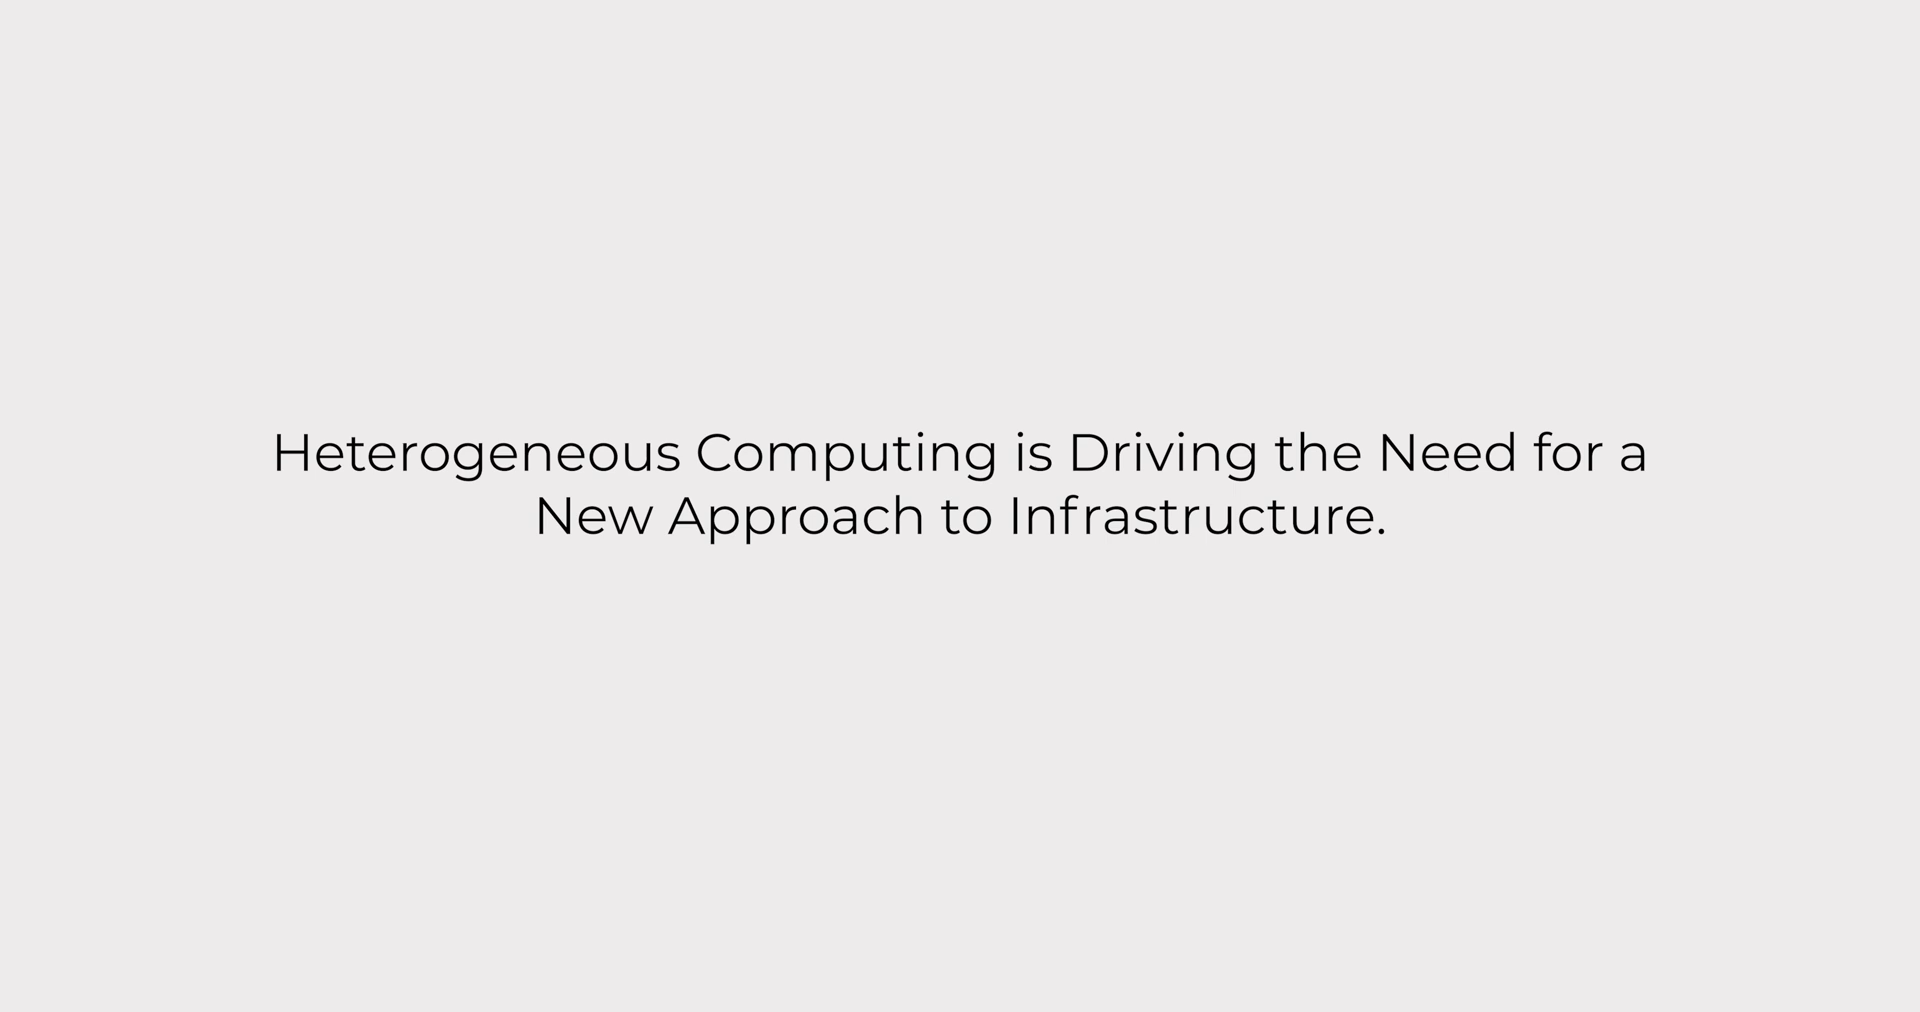 Heterogeneous Computing is Driving the Need for a
New Approach to Infrastructure.